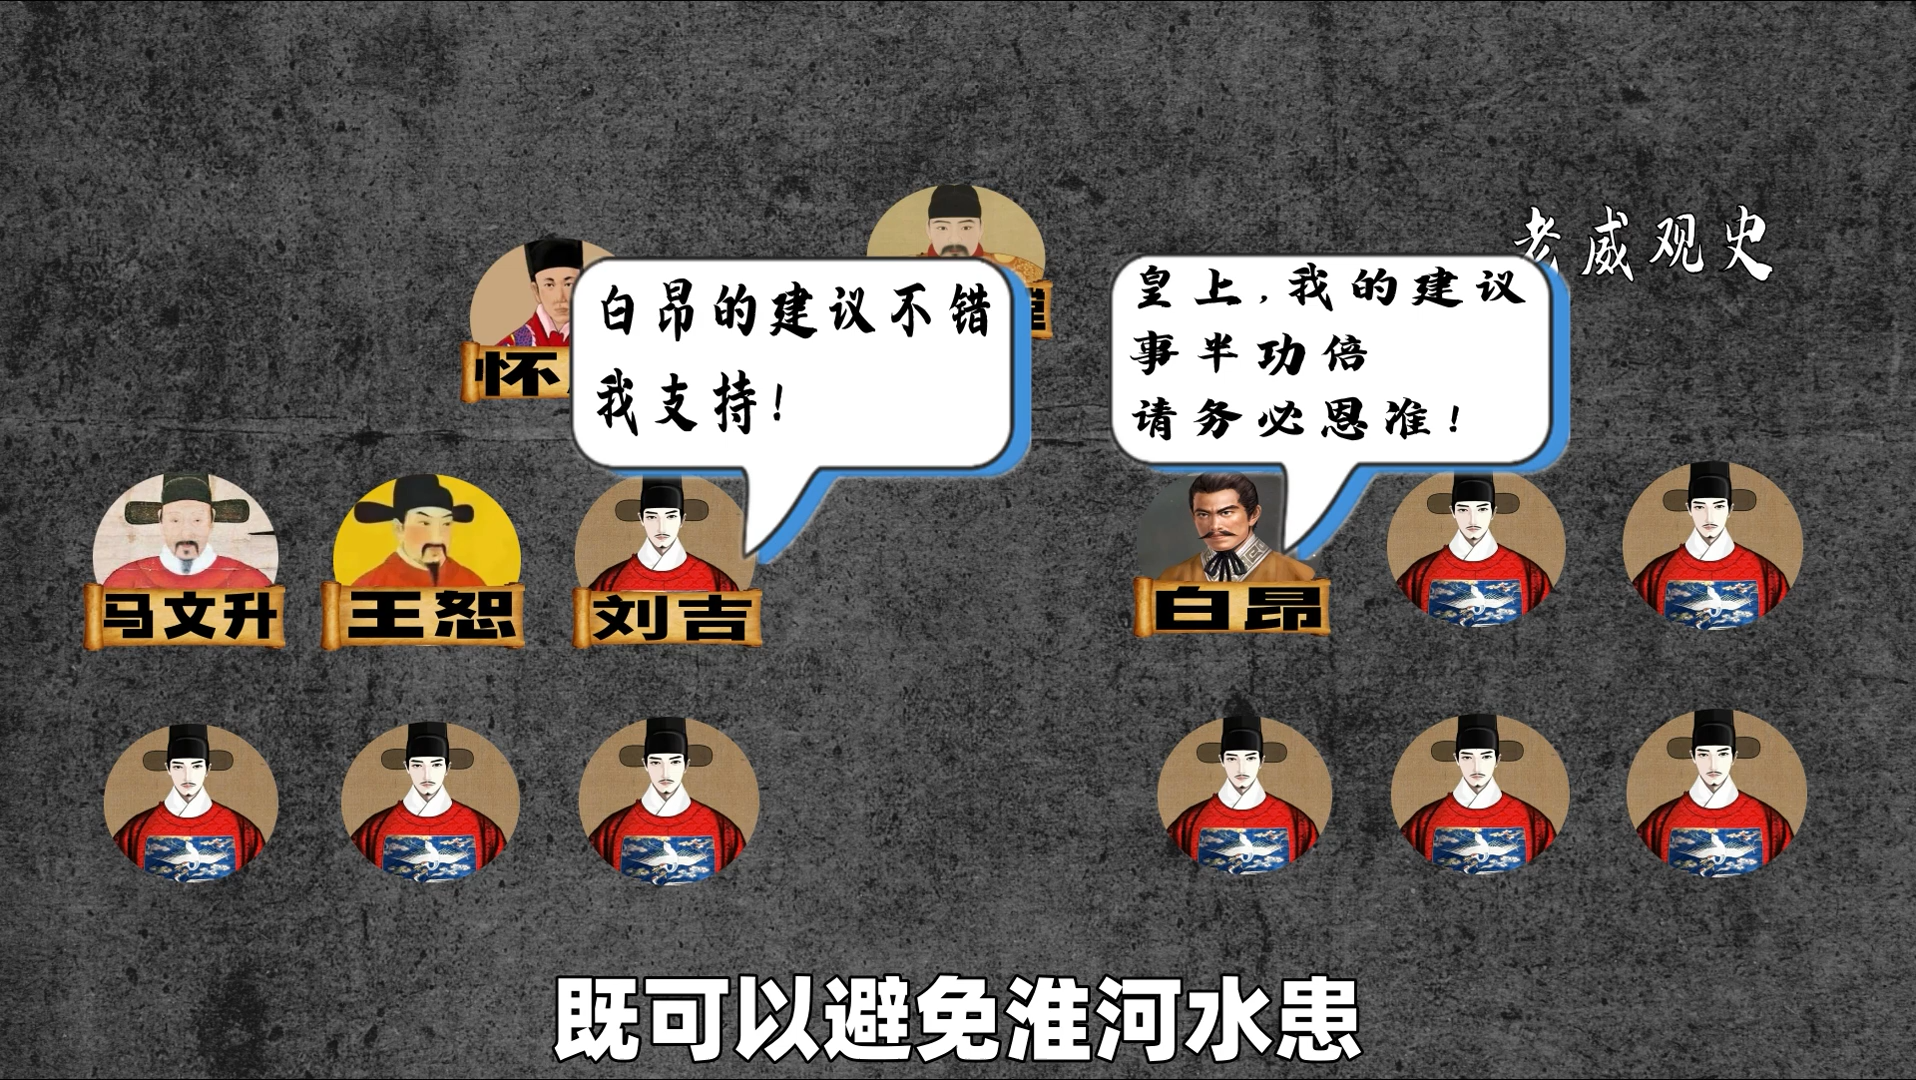 老威观史
白昂的建议不错
我支持！
皇上，我的建议
事半功倍
请务必恩准！
怀
马文升
王恕
刘吉
白昂
既可以避免淮河水患